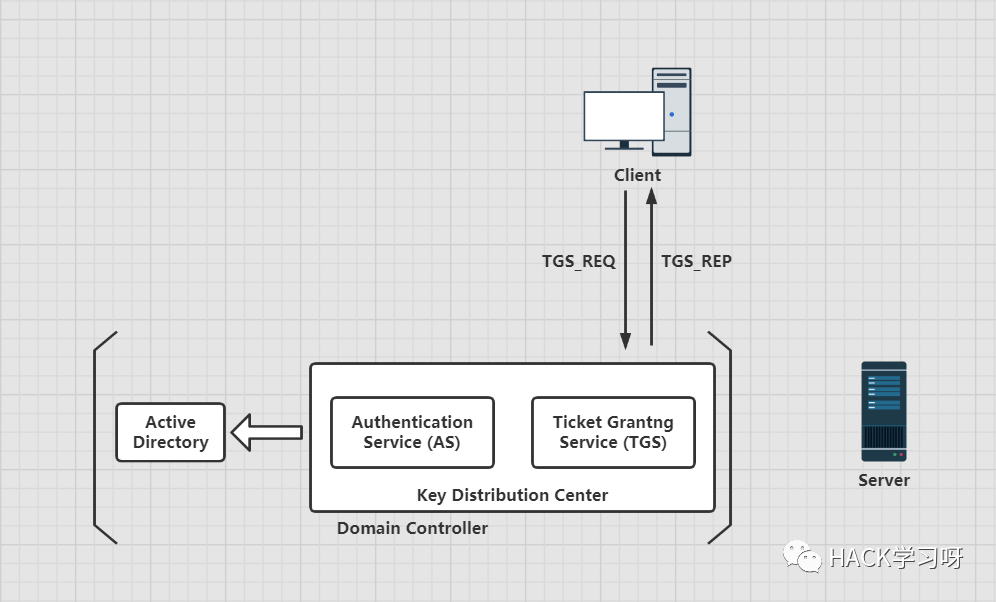 Client
TGS_REQ
TGS_REP
Active
Directory
Authentication
Service (AS)
Ticket Grantng
Service (TGS)
Key Distribution Center
Domain Controller
Server
HACK学习呀